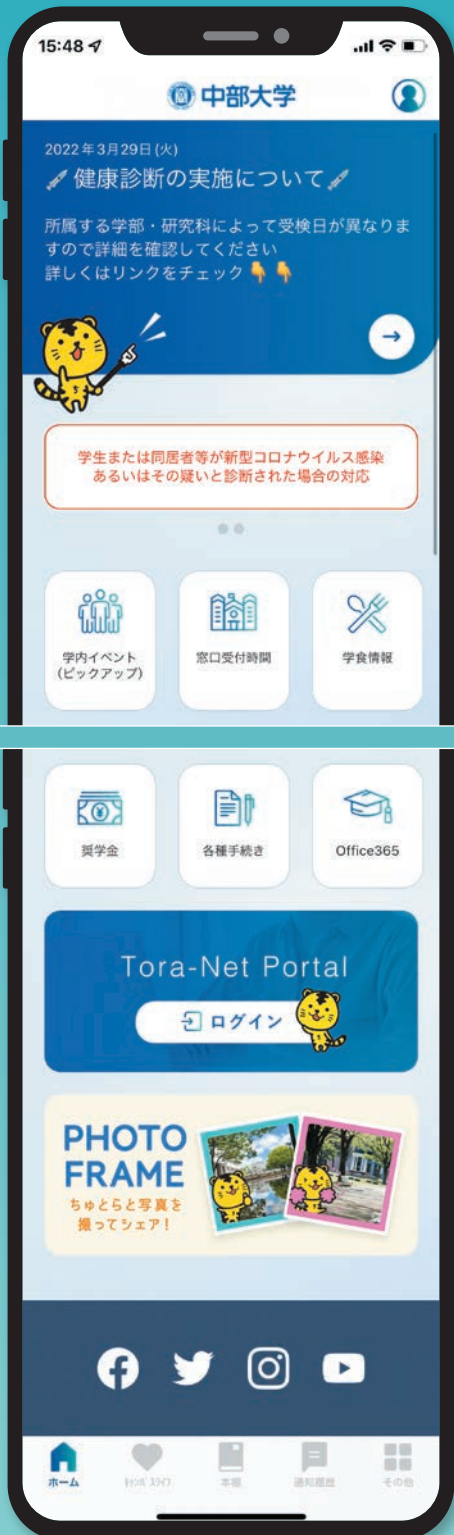 15:48
中部大学
2022年3月29日(火)
健康診断の実施について
所属する学部・研究科によって受検日が異なりま
すので詳細を確認してください
詳しくはリンクをチェック👇👇
→
学生または同居者等が新型コロナウイルス感染
あるいはその疑いと診断された場合の対応
学内イベント
(ピックアップ)
窓口受付時間
学食情報
奨学金
各種手続き
Office365
Tora-Net Portal
ログイン
PHOTO
FRAME
ちゅとらと写真を
撮ってシェア!
ホーム
ｷｬﾝﾊﾟｽﾗｲﾌ
本棚
通知履歴
その他